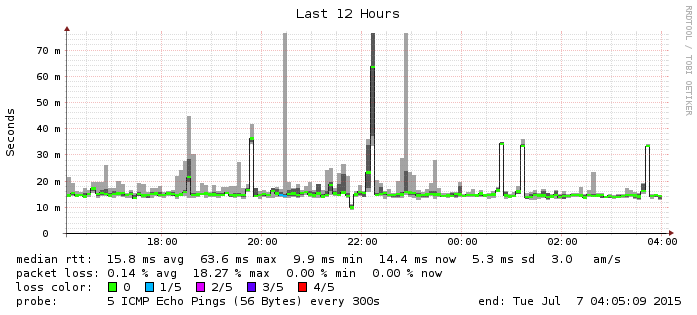 Last 12 Hours
RRDTOOL / TOBI OETIKER
Seconds
70 m
60 m
50 m
40 m
30 m
20 m
10 m
0
18:00 20:00 22:00 00:00 02:00 04:00
median rtt: 15.8 ms avg 63.6 ms max 9.9 ms min 14.4 ms now 5.3 ms sd 3.0 am/s
packet loss: 0.14 % avg 18.27 % max 0.00 % min 0.00 % now
loss color: 0 1/5 2/5 3/5 4/5
probe: 5 ICMP Echo Pings (56 Bytes) every 300s end: Tue Jul 7 04:05:09 2015